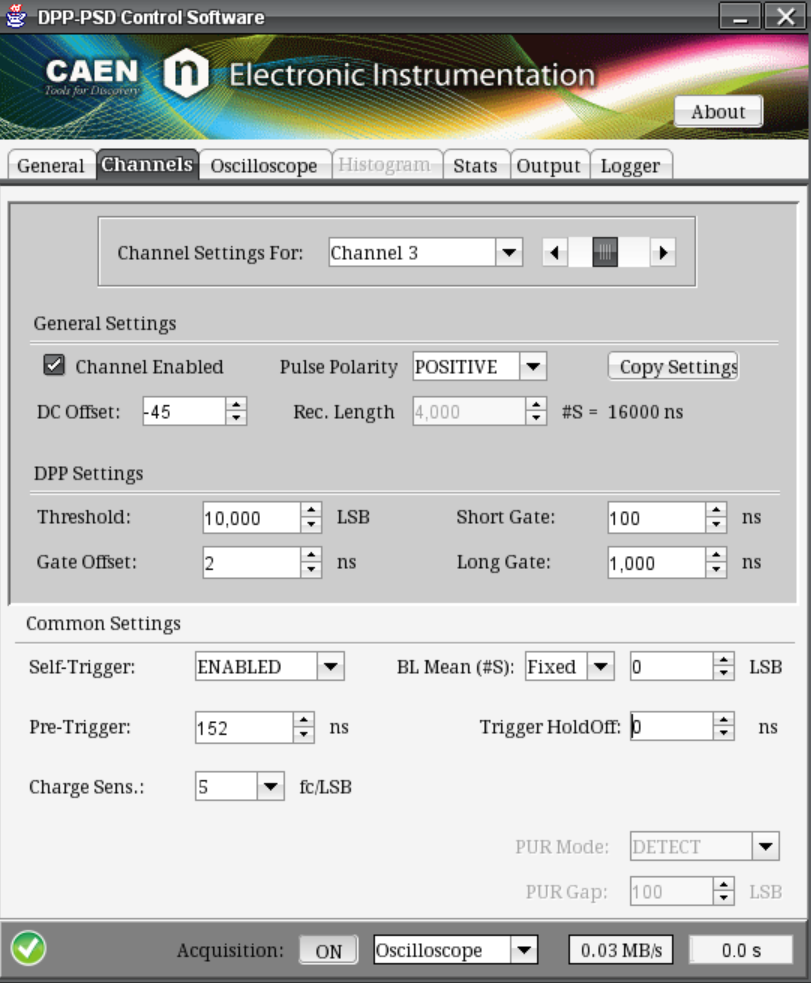 DPP-PSD Control Software
CAEN n Electronic Instrumentation
Tools for Discovery
About
General Channels Oscilloscope Histogram Stats Output Logger
Channel Settings For: Channel 3
General Settings
Channel Enabled Pulse Polarity POSITIVE Copy Settings
DC Offset: -45 Rec. Length 4,000 #S = 16000 ns
DPP Settings
Threshold: 10,000 LSB Short Gate: 100 ns
Gate Offset: 2 ns Long Gate: 1,000 ns
Common Settings
Self-Trigger: ENABLED BL Mean (#S): Fixed 0 LSB
Pre-Trigger: 152 ns Trigger HoldOff: 0 ns
Charge Sens.: 5 fc/LSB
PUR Mode: DETECT
PUR Gap: 100 LSB
Acquisition: ON Oscilloscope 0.03 MB/s 0.0 s